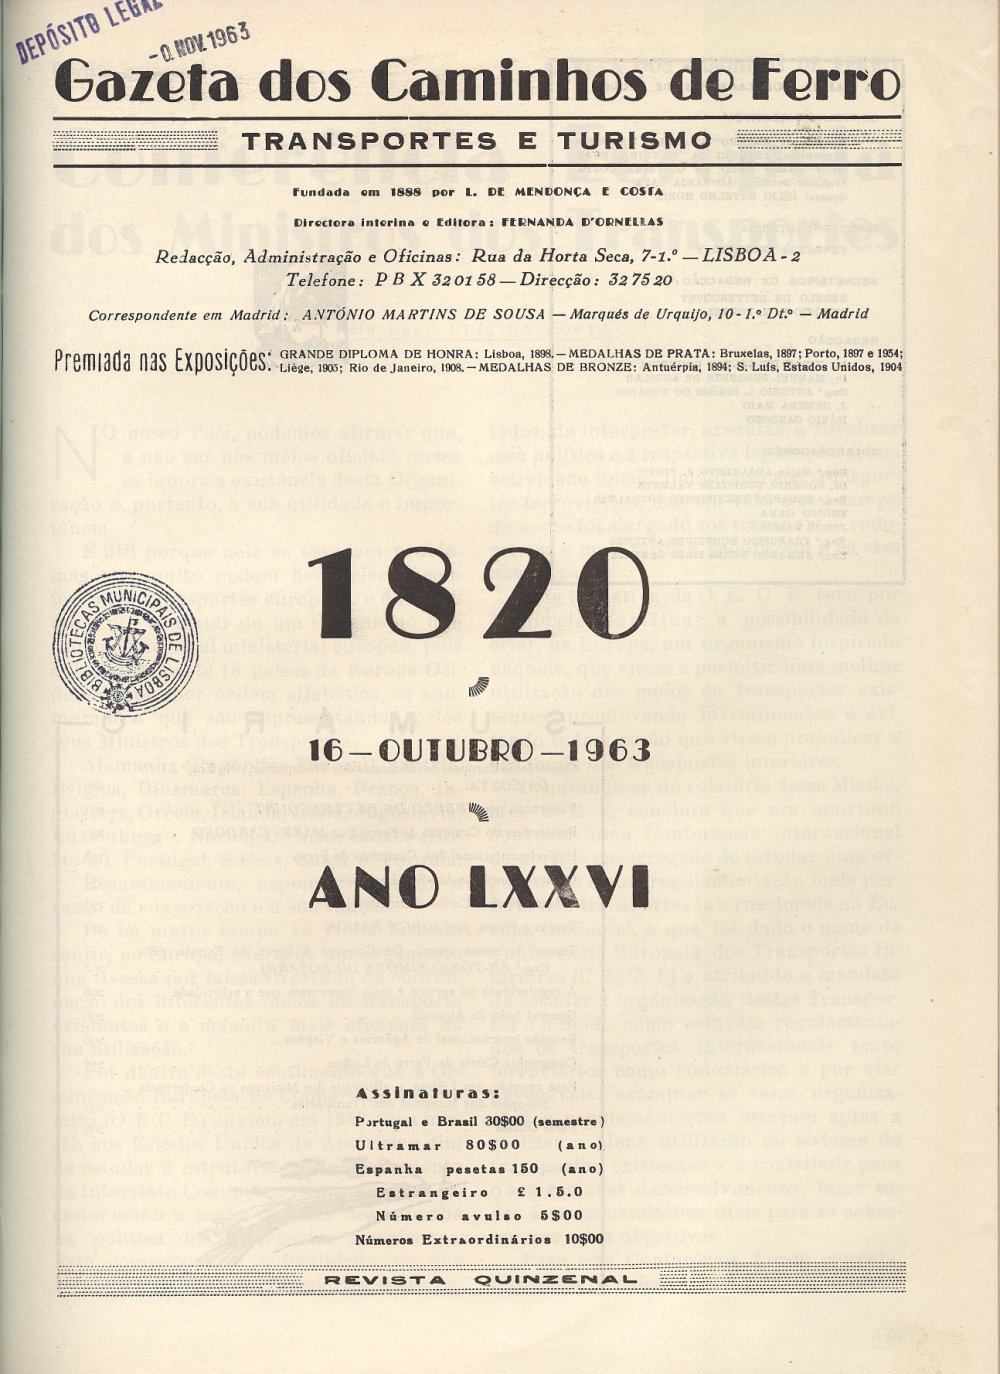 DEPÓSITO LEGAL
NOV. 1963
Gazeta dos Caminhos de Ferro
TRANSPORTES E TURISMO
Fundada em 1888 por L. DE MENDONÇA E COSTA
Directora interina e Editora: FERNANDA D'ORNELLAS
Redacção, Administração e Oficinas: Rua da Horta Seca, 7-1.º — LISBOA - 2
Telefone: P B X 32 01 58 — Direcção: 32 75 20
Correspondente em Madrid: ANTÓNIO MARTINS DE SOUSA — Marqués de Urquijo, 10-1.º Dt.º — Madrid
Premiada nas Exposições: GRANDE DIPLOMA DE HONRA: Lisboa, 1898. — MEDALHAS DE PRATA: Bruxelas, 1897; Porto, 1897 e 1934;
Liège, 1905; Rio de Janeiro, 1908. — MEDALHAS DE BRONZE: Antuérpia, 1894; S. Luís, Estados Unidos, 1904
1820
BIBLIOTECAS MUNICIPAIS DE LISBOA
16 — OUTUBRO — 1963
ANO LXXVI
Assinaturas:
Portugal e Brasil 30$00 (semestre)
Ultramar 80$00 (ano)
Espanha pesetas 150 (ano)
Estrangeiro £ 1.5.0
Número avulso 5$00
Números Extraordinários 10$00
REVISTA QUINZENAL